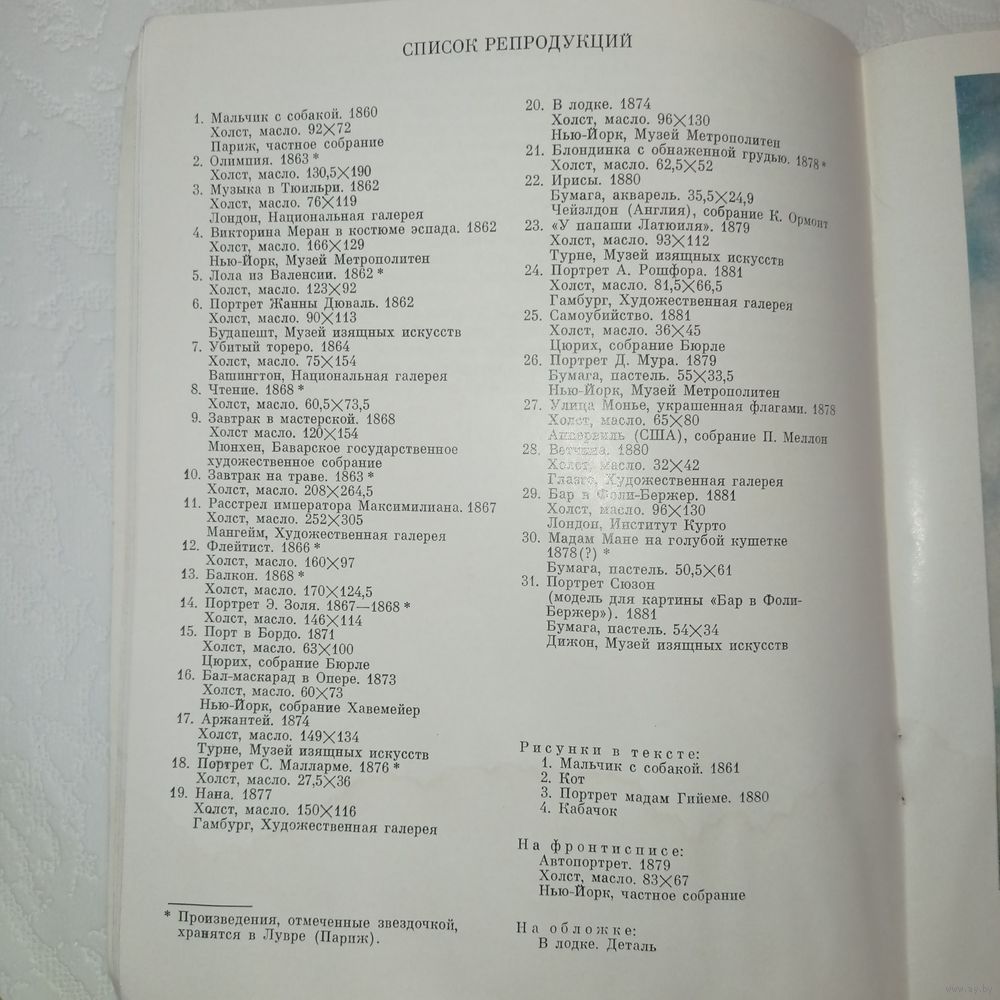 СПИСОК РЕПРОДУКЦИЙ
1. Мальчик с собакой. 1860
Холст, масло. 92×72
Париж, частное собрание
2. Олимпия. 1863 *
Холст, масло. 130,5×190
3. Музыка в Тюильри. 1862
Холст, масло. 76×119
Лондон, Национальная галерея
4. Викторина Меран в костюме эспада. 1862
Холст, масло. 166×129
Нью-Йорк, Музей Метрополитен
5. Лола из Валенсии. 1862 *
Холст, масло. 123×92
6. Портрет Жанны Дюваль. 1862
Холст, масло. 90×113
Будапешт, Музей изящных искусств
7. Убитый тореро. 1864
Холст, масло. 75×154
Вашингтон, Национальная галерея
8. Чтение. 1868 *
Холст, масло. 60,5×73,5
9. Завтрак в мастерской. 1868
Холст масло. 120×154
Мюнхен, Баварское государственное
художественное собрание
10. Завтрак на траве. 1863 *
Холст, масло. 208×264,5
11. Расстрел императора Максимилиана. 1867
Холст, масло. 252×305
Мангейм, Художественная галерея
12. Флейтист. 1866 *
Холст, масло. 160×97
13. Балкон. 1868 *
Холст, масло. 170×124,5
14. Портрет Э. Золя. 1867—1868 *
Холст, масло. 146×114
15. Порт в Бордо. 1871
Холст, масло. 63×100
Цюрих, собрание Бюрле
16. Бал-маскарад в Опере. 1873
Холст, масло. 60×73
Нью-Йорк, собрание Хавемейер
17. Аржантей. 1874
Холст, масло. 149×134
Турне, Музей изящных искусств
18. Портрет С. Малларме. 1876 *
Холст, масло. 27,5×36
19. Нана. 1877
Холст, масло. 150×116
Гамбург, Художественная галерея
* Произведения, отмеченные звездочкой,
хранятся в Лувре (Париж).
20. В лодке. 1874
Холст, масло. 96×130
Нью-Йорк, Музей Метрополитен
21. Блондинка с обнаженной грудью. 1878 *
Холст, масло. 62,5×52
22. Ирисы. 1880
Бумага, акварель. 35,5×24,9
Чейзлдон (Англия), собрание К. Ормонт
23. «У папаши Латюиля». 1879
Холст, масло. 93×112
Турне, Музей изящных искусств
24. Портрет А. Рошфора. 1881
Холст, масло. 81,5×66,5
Гамбург, Художественная галерея
25. Самоубийство. 1881
Холст, масло. 36×45
Цюрих, собрание Бюрле
26. Портрет Д. Мура. 1879
Бумага, пастель. 55×33,5
Нью-Йорк, Музей Метрополитен
27. Улица Монье, украшенная флагами. 1878
Холст, масло. 65×80
(США), собрание П. Меллон
28. Ветчина. 1880
Холст, масло. 32×42
Глазго, Художественная галерея
29. Бар в Фоли-Бержер. 1881
Холст, масло. 96×130
Лондон, Институт Курто
30. Мадам Мане на голубой кушетке
1878(?) *
Бумага, пастель. 50,5×61
31. Портрет Сюзон
(модель для картины «Бар в Фоли-
Бержер»). 1881
Бумага, пастель. 54×34
Дижон, Музей изящных искусств
Рисунки в тексте:
1. Мальчик с собакой. 1861
2. Кот
3. Портрет мадам Гийеме. 1880
4. Кабачок
На фронтисписе:
Автопортрет. 1879
Холст, масло. 83×67
Нью-Йорк, частное собрание
На обложке:
В лодке. Деталь
www.ay.by